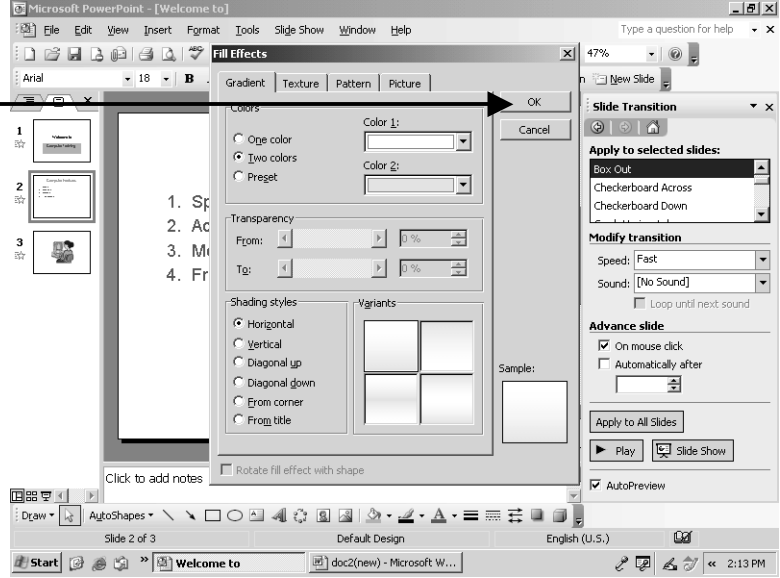 Microsoft PowerPoint - [Welcome to]
File Edit View Insert Format Tools Slide Show Window Help
Type a question for help
47%
Arial 18 B
New Slide
Fill Effects
Gradient Texture Pattern Picture
OK
Cancel
Colors
One color
Two colors
Preset
Color 1:
Color 2:
Transparency
From: 0 %
To: 0 %
Shading styles
Horizontal
Vertical
Diagonal up
Diagonal down
From corner
From title
Variants
Sample:
Rotate fill effect with shape
1
2
3
1. Sp
2. Ac
3. Me
4. Fr
Click to add notes
Slide Transition
Apply to selected slides:
Box Out
Checkerboard Across
Checkerboard Down
Modify transition
Speed: Fast
Sound: [No Sound]
Loop until next sound
Advance slide
On mouse click
Automatically after
Apply to All Slides
Play Slide Show
AutoPreview
Draw AutoShapes
Slide 2 of 3 Default Design English (U.S.)
Start Welcome to doc2(new) - Microsoft W... 2:13 PM